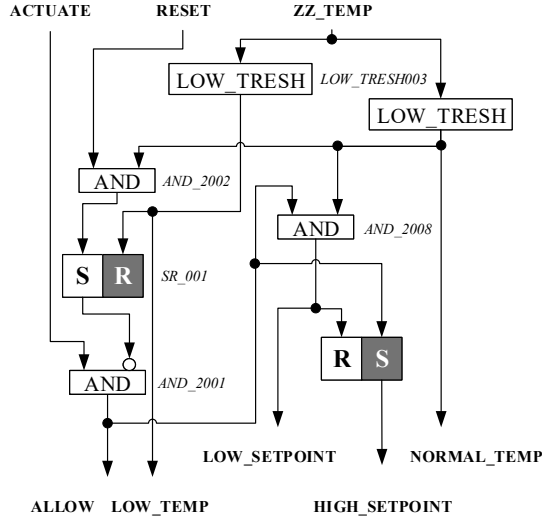 ACTUATE RESET ZZ_TEMP
LOW_TRESH LOW_TRESH003
LOW_TRESH
AND AND_2002
AND AND_2008
S R SR_001
R S
AND AND_2001
LOW_SETPOINT NORMAL_TEMP
ALLOW LOW_TEMP HIGH_SETPOINT